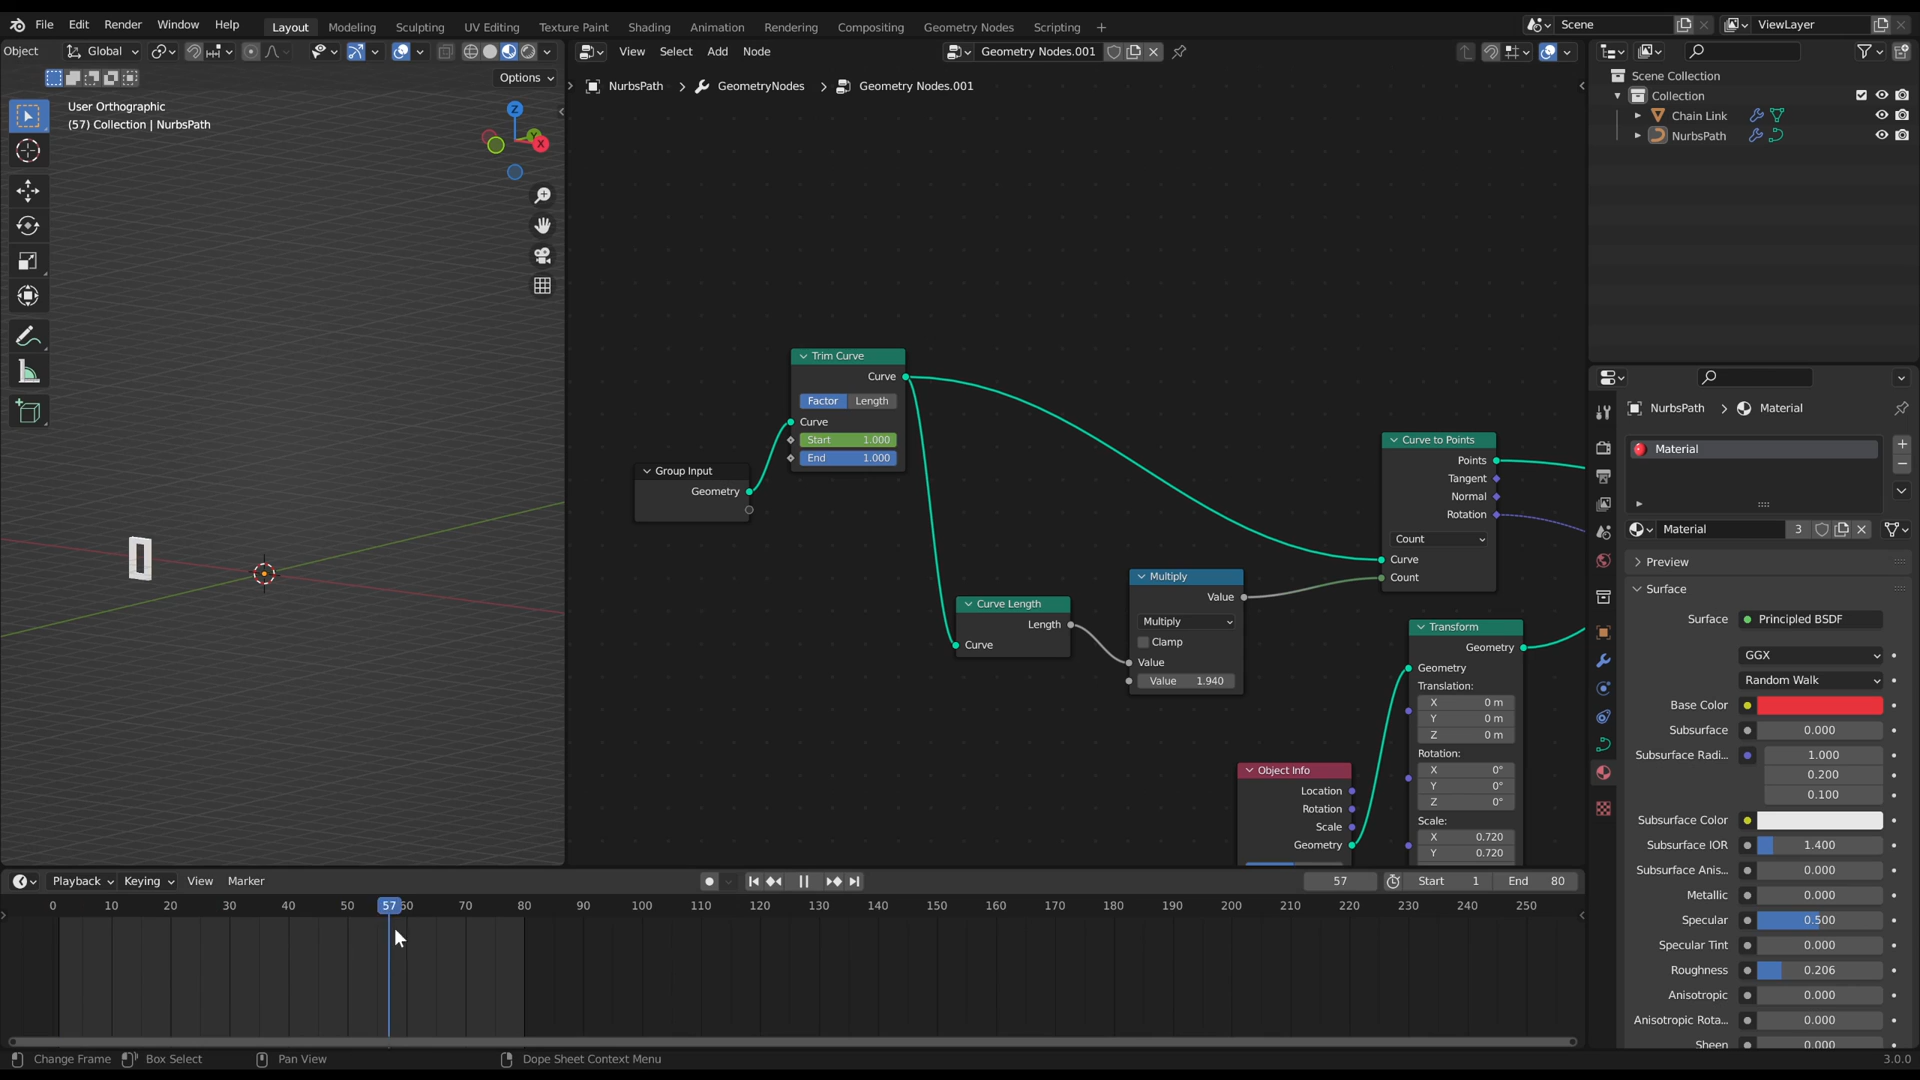 File Edit Render Window Help Layout Modeling Sculpting UV Editing Texture Paint Shading Animation Rendering Compositing Geometry Nodes Scripting + Scene ViewLayer
Object Global View Select Add Node Geometry Nodes.001
Options
NurbsPath > GeometryNodes > Geometry Nodes.001
User Orthographic
(57) Collection | NurbsPath
Z
Y
X
Scene Collection
Collection
Chain Link
NurbsPath
Trim Curve
Curve
Factor Length
Curve
Start 1.000
End 1.000
Group Input
Geometry
Curve Length
Length
Curve
Multiply
Value
Multiply
Clamp
Value
Value 1.940
Curve to Points
Points
Tangent
Normal
Rotation
Count
Curve
Count
Transform
Geometry
Geometry
Translation:
X 0 m
Y 0 m
Z 0 m
Rotation:
X 0°
Y 0°
Z 0°
Scale:
X 0.720
Y 0.720
Object Info
Location
Rotation
Scale
Geometry
NurbsPath > Material
Material
Material 3
Preview
Surface
Surface Principled BSDF
GGX
Random Walk
Base Color
Subsurface 0.000
Subsurface Radi... 1.000
0.200
0.100
Subsurface Color
Subsurface IOR 1.400
Subsurface Anis... 0.000
Metallic 0.000
Specular 0.500
Specular Tint 0.000
Roughness 0.206
Anisotropic 0.000
Anisotropic Rota... 0.000
Sheen 0.000
Playback Keying View Marker 57 Start 1 End 80
0 10 20 30 40 50 57 60 70 80 90 100 110 120 130 140 150 160 170 180 190 200 210 220 230 240 250
Change Frame Box Select Pan View Dope Sheet Context Menu 3.0.0